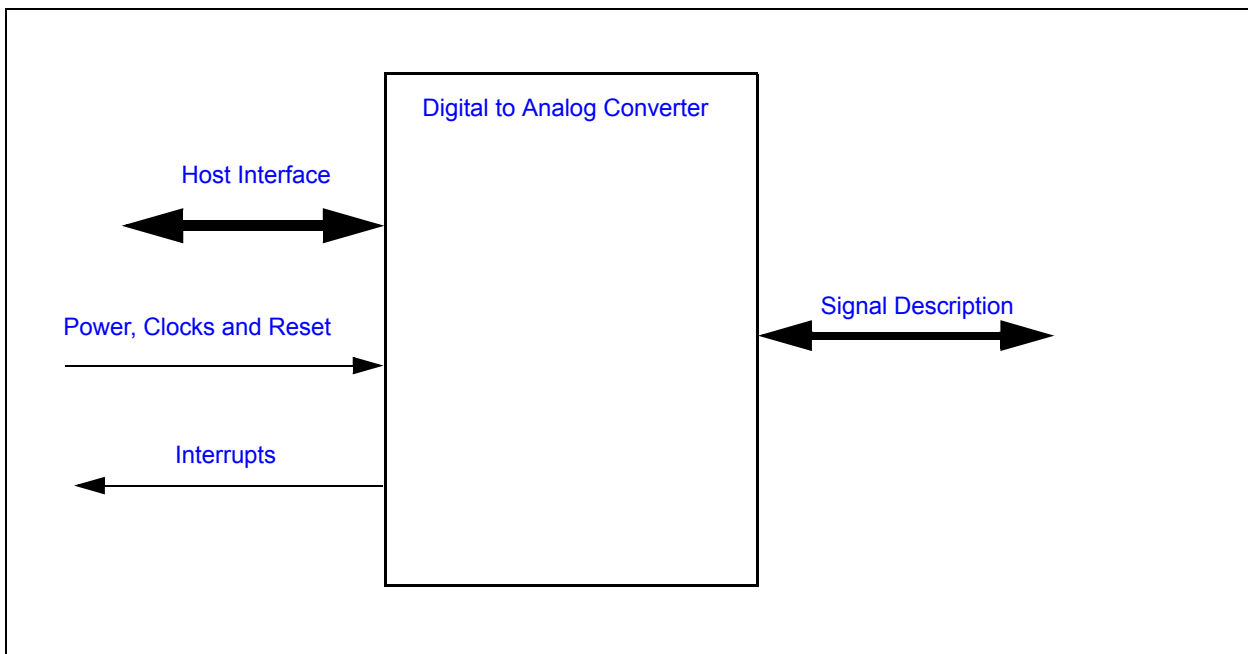 Digital to Analog Converter
Host Interface
Signal Description
Power, Clocks and Reset
Interrupts